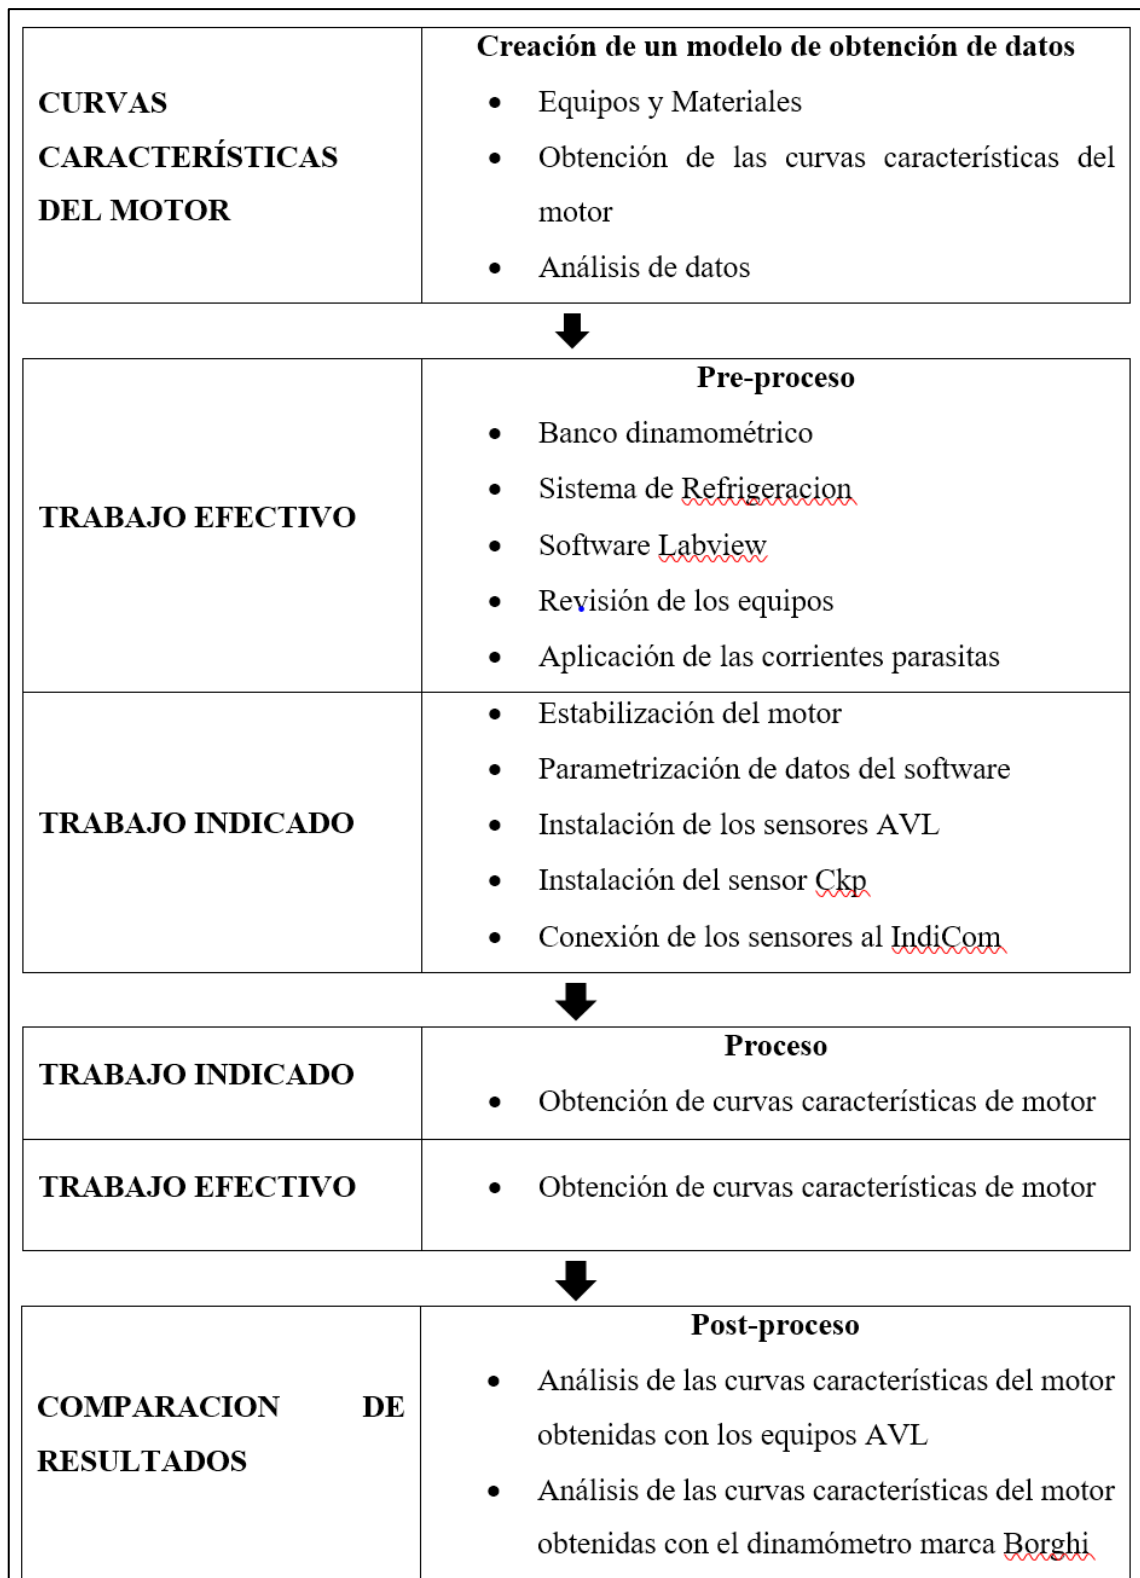 Creación de un modelo de obtención de datos
CURVAS
CARACTERÍSTICAS
DEL MOTOR
• Equipos y Materiales
• Obtención de las curvas características del
motor
• Análisis de datos
Pre-proceso
TRABAJO EFECTIVO
• Banco dinamométrico
• Sistema de Refrigeracion
• Software Labview
• Revisión de los equipos
• Aplicación de las corrientes parasitas
TRABAJO INDICADO
• Estabilización del motor
• Parametrización de datos del software
• Instalación de los sensores AVL
• Instalación del sensor Ckp
• Conexión de los sensores al IndiCom
Proceso
TRABAJO INDICADO
• Obtención de curvas características de motor
TRABAJO EFECTIVO
• Obtención de curvas características de motor
Post-proceso
COMPARACION DE
RESULTADOS
• Análisis de las curvas características del motor
obtenidas con los equipos AVL
• Análisis de las curvas características del motor
obtenidas con el dinamómetro marca Borghi